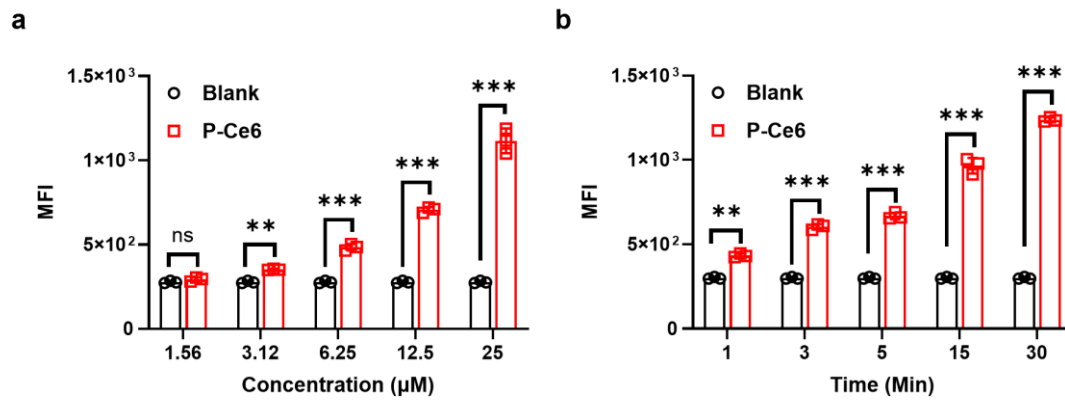 a
1.5×10³
1×10³
5×10²
0
MFI
Blank
P-Ce6
ns
**
***
***
***
1.56
3.12
6.25
12.5
25
Concentration (μM)
b
1.5×10³
1×10³
5×10²
0
MFI
Blank
P-Ce6
**
***
***
***
***
1
3
5
15
30
Time (Min)